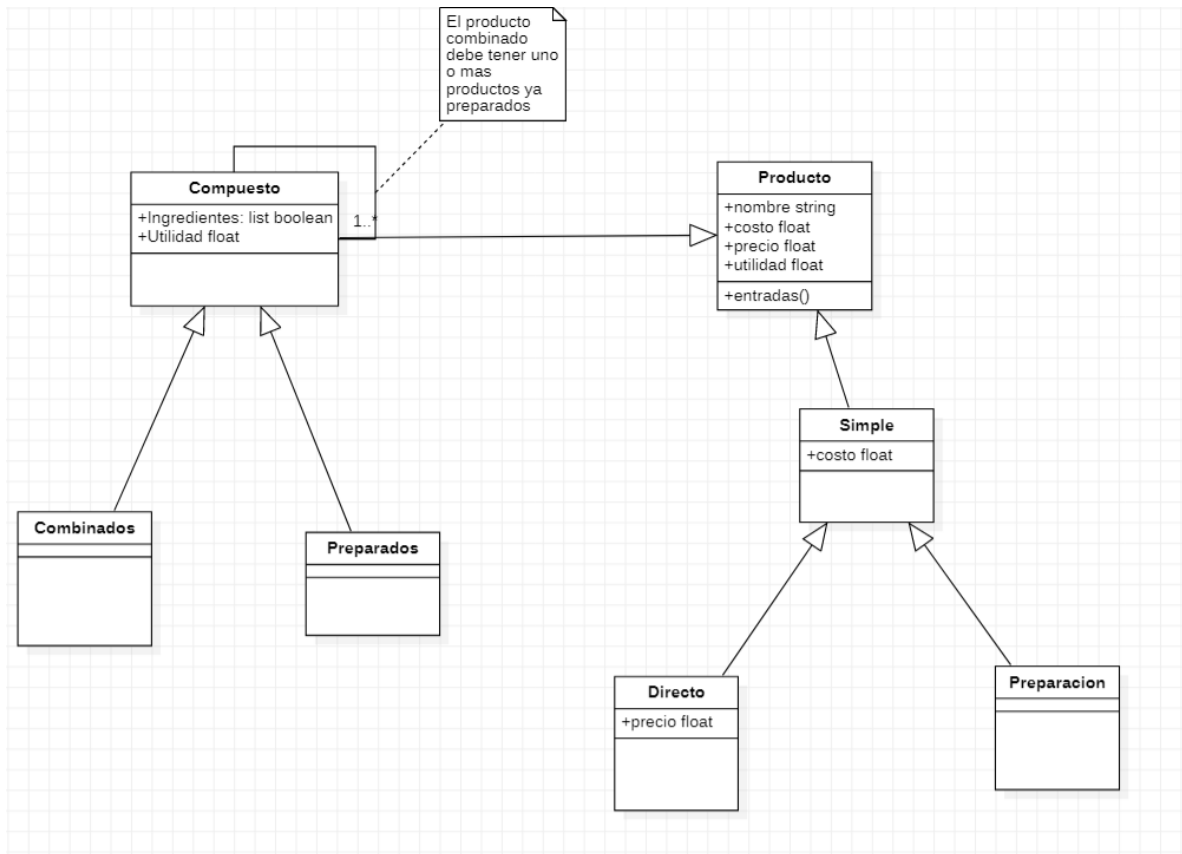 El producto
combinado
debe tener uno
o mas
productos ya
preparados
Compuesto
+Ingredientes: list boolean
+Utilidad float
1..*
Producto
+nombre string
+costo float
+precio float
+utilidad float
+entradas()
Simple
+costo float
Combinados
Preparados
Directo
+precio float
Preparacion